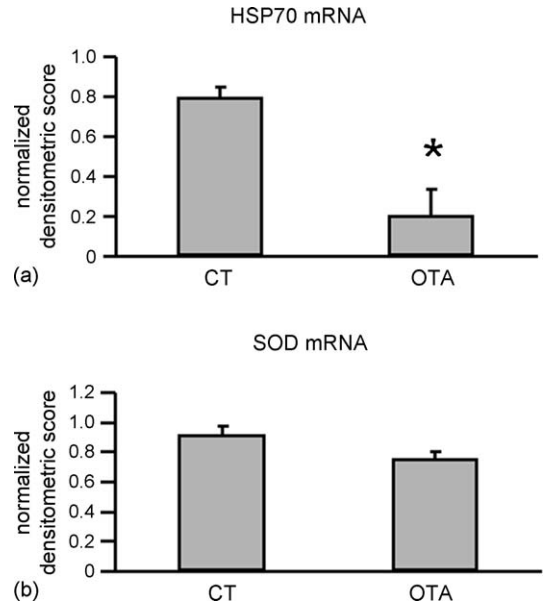 HSP70 mRNA
normalized
densitometric score
1.0
0.8
0.6
0.4
0.2
0
*
(a)
CT OTA
SOD mRNA
normalized
densitometric score
1.2
1.0
0.8
0.6
0.4
0.2
0
(b)
CT OTA